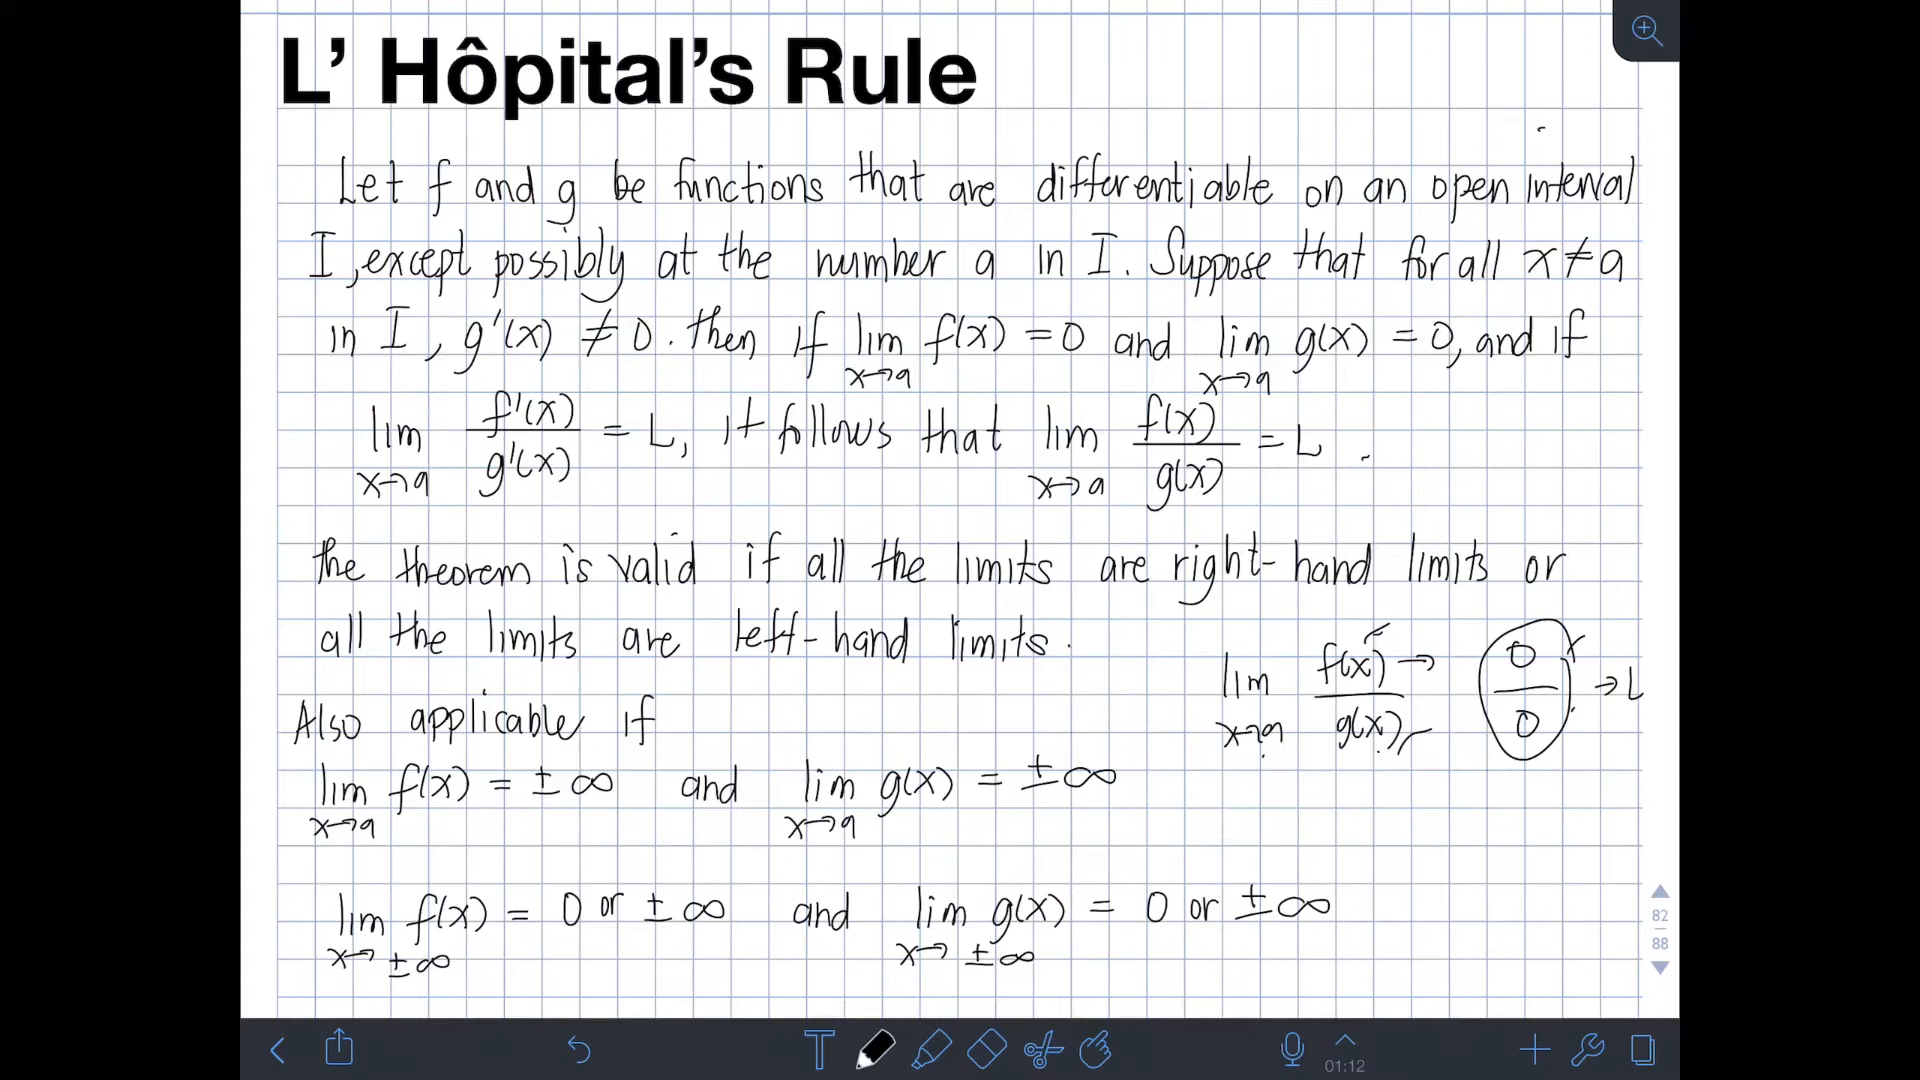 L’ Hôpital’s Rule
Let f and g be functions that are differentiable on an open interval
I, except possibly at the number a in I. Suppose that for all x ≠ a
in I, g'(x) ≠ 0. then if lim x→a f(x) = 0 and lim x→a g(x) = 0, and if
lim x→a f'(x)/g'(x) = L, it follows that lim x→a f(x)/g(x) = L.
the theorem is valid if all the limits are right-hand limits or
all the limits are left-hand limits.
lim x→a f(x)/g(x) → 0/0 → L
Also applicable if
lim x→a f(x) = ± ∞ and lim x→a g(x) = ± ∞
lim x→ ±∞ f(x) = 0 or ± ∞ and lim x→ ±∞ g(x) = 0 or ±∞
82
88
T
01:12